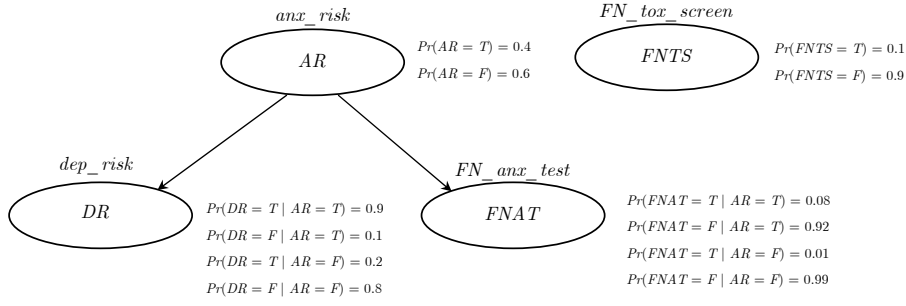 anx_risk
AR
Pr(AR = T) = 0.4
Pr(AR = F) = 0.6
FN_tox_screen
FNTS
Pr(FNTS = T) = 0.1
Pr(FNTS = F) = 0.9
dep_risk
DR
Pr(DR = T | AR = T) = 0.9
Pr(DR = F | AR = T) = 0.1
Pr(DR = T | AR = F) = 0.2
Pr(DR = F | AR = F) = 0.8
FN_anx_test
FNAT
Pr(FNAT = T | AR = T) = 0.08
Pr(FNAT = F | AR = T) = 0.92
Pr(FNAT = T | AR = F) = 0.01
Pr(FNAT = F | AR = F) = 0.99